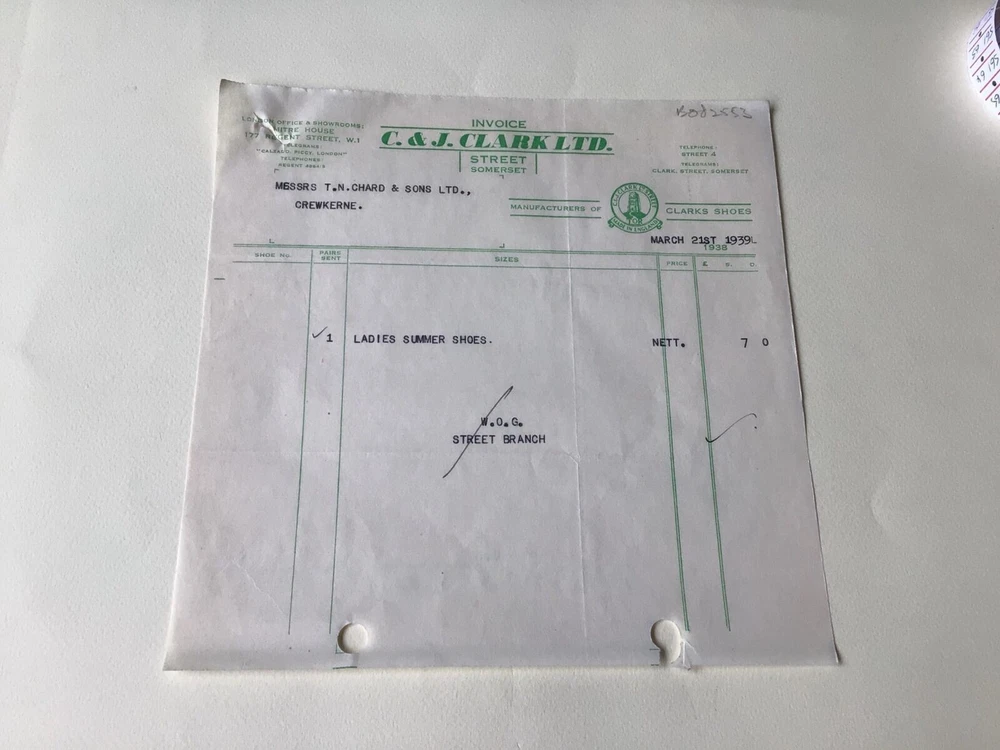 BO82553
INVOICE
C. & J. CLARK LTD.
STREET
SOMERSET
LONDON OFFICE & SHOWROOMS:
MITRE HOUSE
177 REGENT STREET, W.1
TELEGRAMS:
"CALZADO, PICCY, LONDON"
TELEPHONES:
REGENT
TELEPHONE:
STREET 4
TELEGRAMS:
CLARK, STREET, SOMERSET
MESSRS T.N.CHARD & SONS LTD.,
CREWKERNE.
MANUFACTURERS OF
MADE IN ENGLAND
CLARKS SHOES
MARCH 21ST 1939
1938
SHOE No. PAIRS SENT SIZES PRICE £ S. D.
1 LADIES SUMMER SHOES. NETT. 7 0
W.O.G.
STREET BRANCH